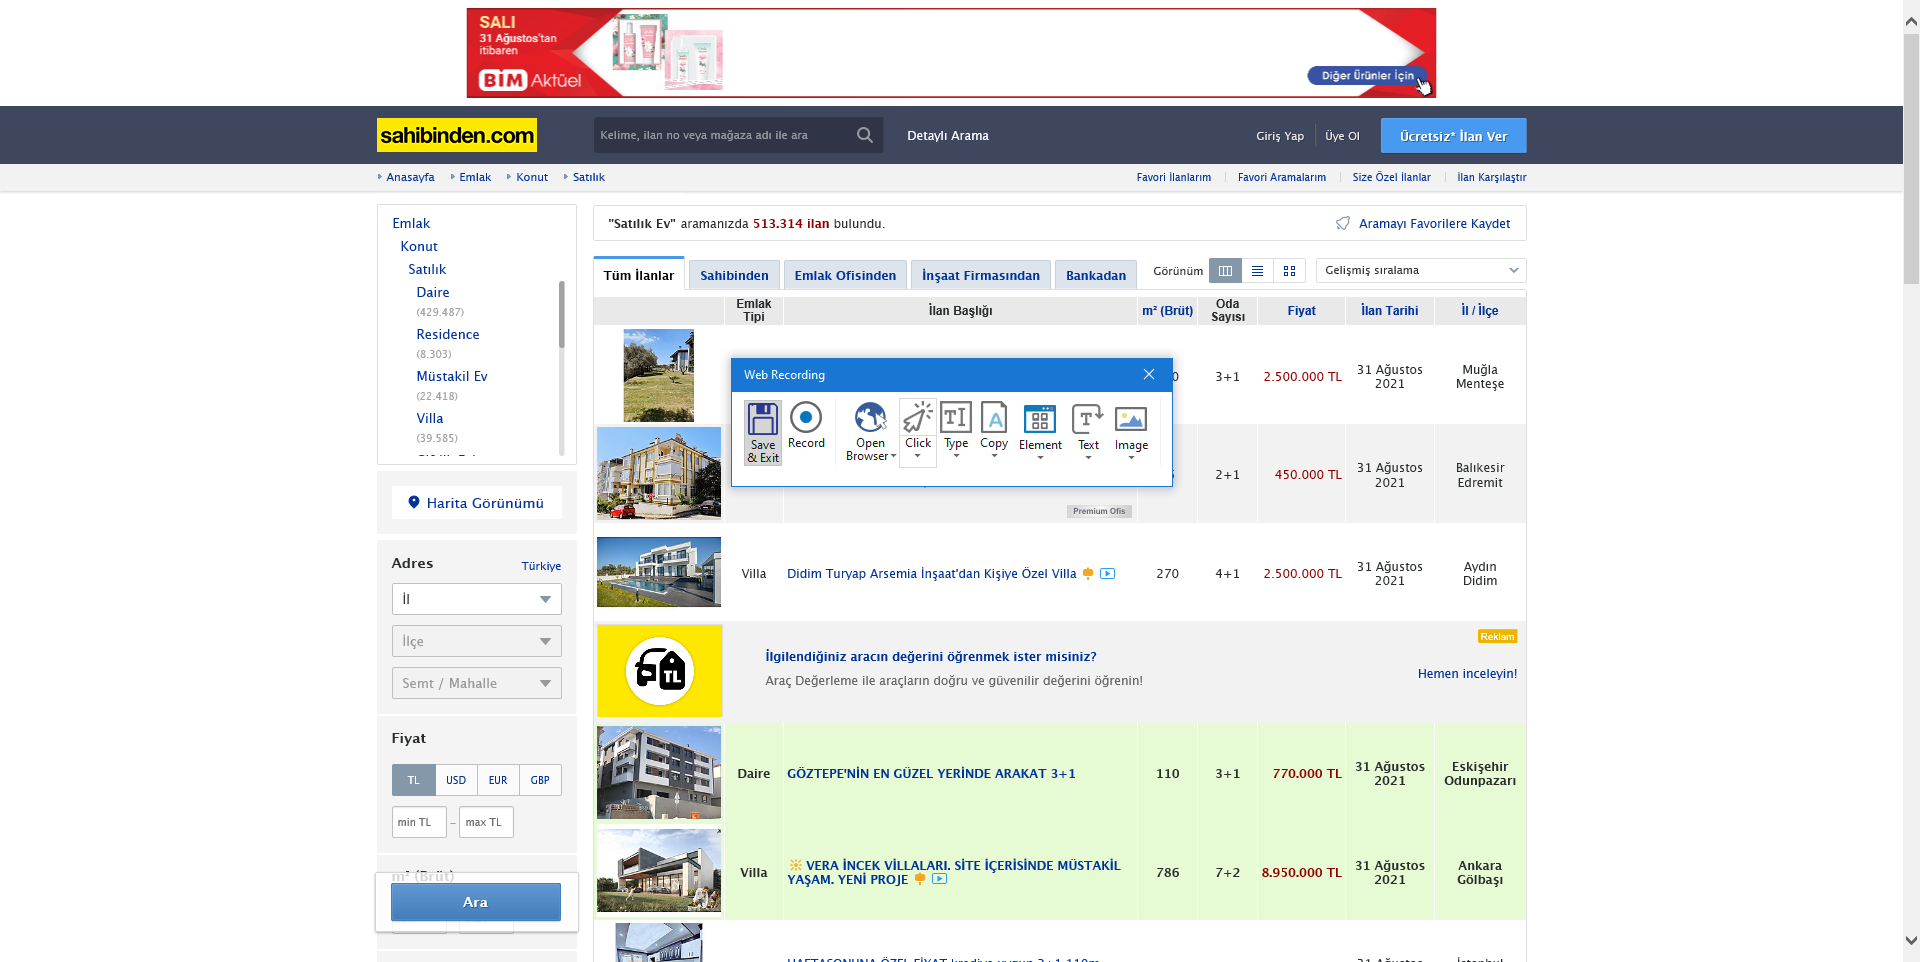 SALI
31 Ağustos'tan
itibaren
BİM Aktüel
Diğer Ürünler İçin
sahibinden.com
Kelime, ilan no veya mağaza adı ile ara
Detaylı Arama
Giriş Yap
Üye Ol
Ücretsiz* İlan Ver
Anasayfa
Emlak
Konut
Satılık
Favori İlanlarım
Favori Aramalarım
Size Özel İlanlar
İlan Karşılaştır
Emlak
Konut
Satılık
Daire
(429.487)
Residence
(8.303)
Müstakil Ev
(22.418)
Villa
(39.585)
Harita Görünümü
Adres
Türkiye
İl
İlçe
Semt / Mahalle
Fiyat
TL
USD
EUR
GBP
min TL
–
max TL
m² (Brüt)
Ara
"Satılık Ev" aramanızda 513.314 ilan bulundu.
Aramayı Favorilere Kaydet
Tüm İlanlar
Sahibinden
Emlak Ofisinden
İnşaat Firmasından
Bankadan
Görünüm
Gelişmiş sıralama
Emlak
Tipi
İlan Başlığı
m² (Brüt)
Oda
Sayısı
Fiyat
İlan Tarihi
İl / İlçe
3+1
2.500.000 TL
31 Ağustos
2021
Muğla
Menteşe
Web Recording
Save
& Exit
Record
Open
Browser
Click
Type
Copy
Element
Text
Image
2+1
450.000 TL
31 Ağustos
2021
Balıkesir
Edremit
Premium Ofis
Villa
Didim Turyap Arsemia İnşaat'dan Kişiye Özel Villa
270
4+1
2.500.000 TL
31 Ağustos
2021
Aydın
Didim
TL
İlgilendiğiniz aracın değerini öğrenmek ister misiniz?
Araç Değerleme ile araçların doğru ve güvenilir değerini öğrenin!
Reklam
Hemen inceleyin!
Daire
GÖZTEPE'NİN EN GÜZEL YERİNDE ARAKAT 3+1
110
3+1
770.000 TL
31 Ağustos
2021
Eskişehir
Odunpazarı
Villa
VERA İNCEK VİLLALARI. SİTE İÇERİSİNDE MÜSTAKİL
YAŞAM. YENİ PROJE
786
7+2
8.950.000 TL
31 Ağustos
2021
Ankara
Gölbaşı